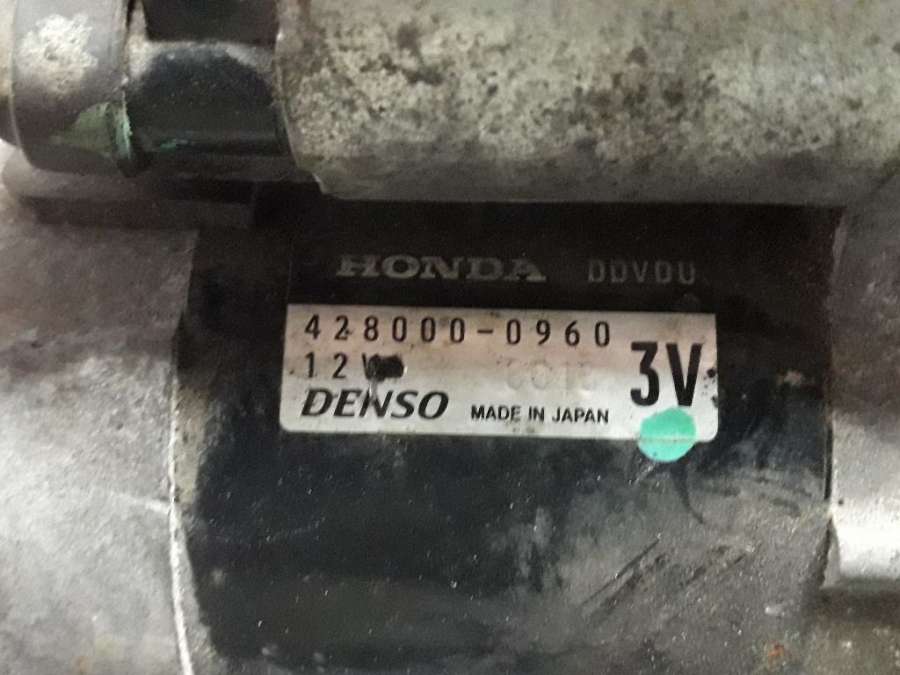 HONDA DDVDU
428000-0960
12V 3V
DENSO MADE IN JAPAN